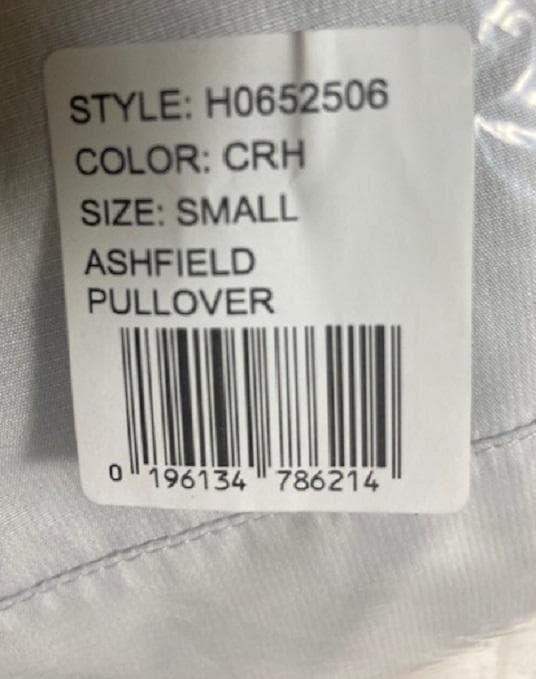 STYLE: H0652506
COLOR: CRH
SIZE: SMALL
ASHFIELD
PULLOVER
0 196134 786214